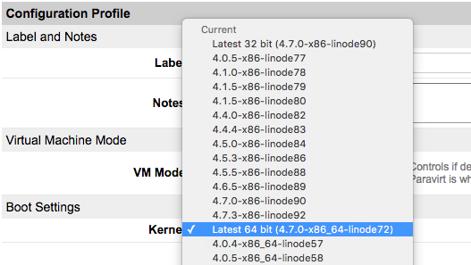 Configuration Profile
Current
Label and Notes
Latest 32 bit (4.7.0-x86-linode90)
4.0.5-x86-linode77
Labe
4.1.0-x86-linode78
4.1.5-x86-linode79
4.1.5-x86-linode80
Notes
4.4.0-x86-linode82
4.4.4-x86-linode83
4.5.0-x86-linode84
Virtual Machine Mode
4.5.3-x86-linode86
4.5.5-x86-linode88
Controls if de
VM Mode
4.6.5-x86-linode89
Paravirt is wh
4.7.0-x86-linode90
Boot Settings
4.7.3-x86-linode92
Kerne
✓ Latest 64 bit (4.7.0-x86_64-linode72)
4.0.4-x86_64-linode57
4.0.5-x86_64-linode58